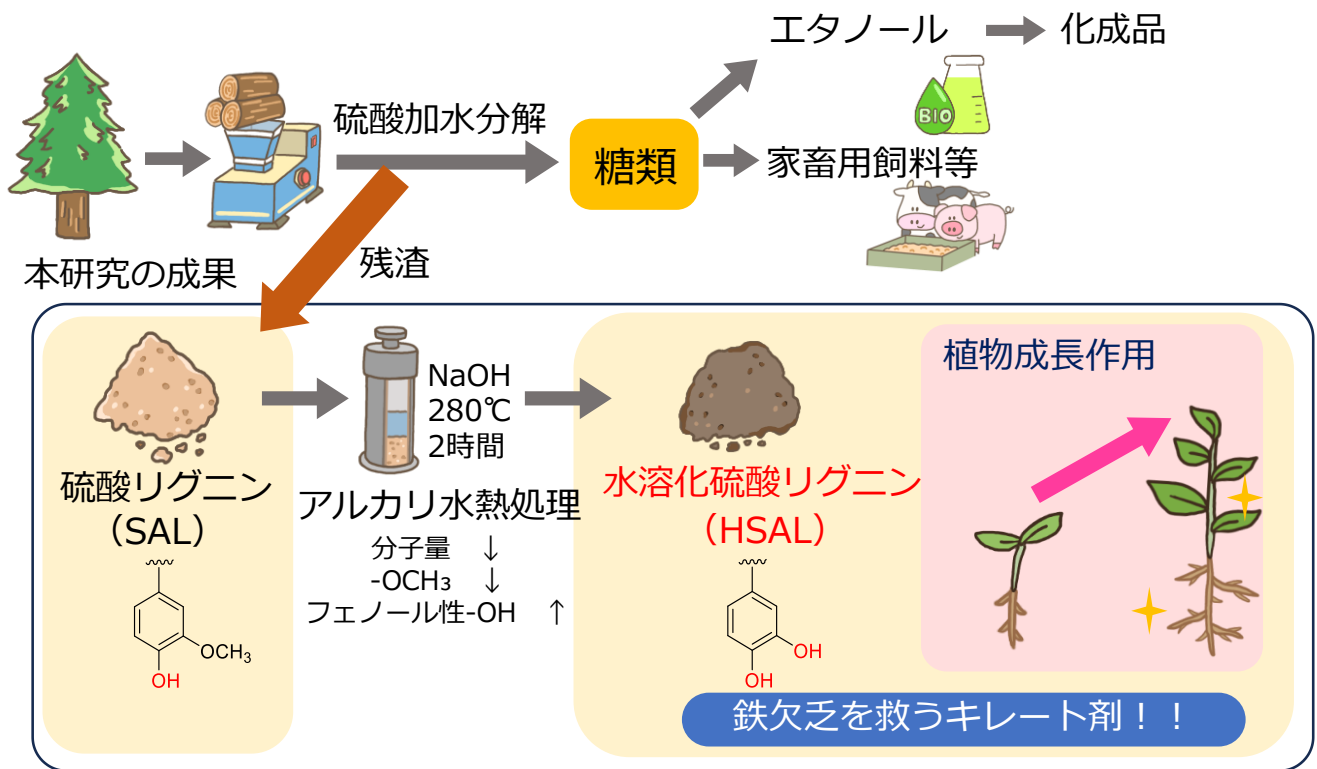 エタノール
化成品
BIO
硫酸加水分解
糖類
家畜用飼料等
残渣
本研究の成果
硫酸リグニン
（SAL）
OCH3
OH
NaOH
280℃
2時間
アルカリ水熱処理
分子量 ↓
-OCH₃ ↓
フェノール性-OH ↑
水溶化硫酸リグニン
（HSAL）
OH
OH
植物成長作用
鉄欠乏を救うキレート剤！！